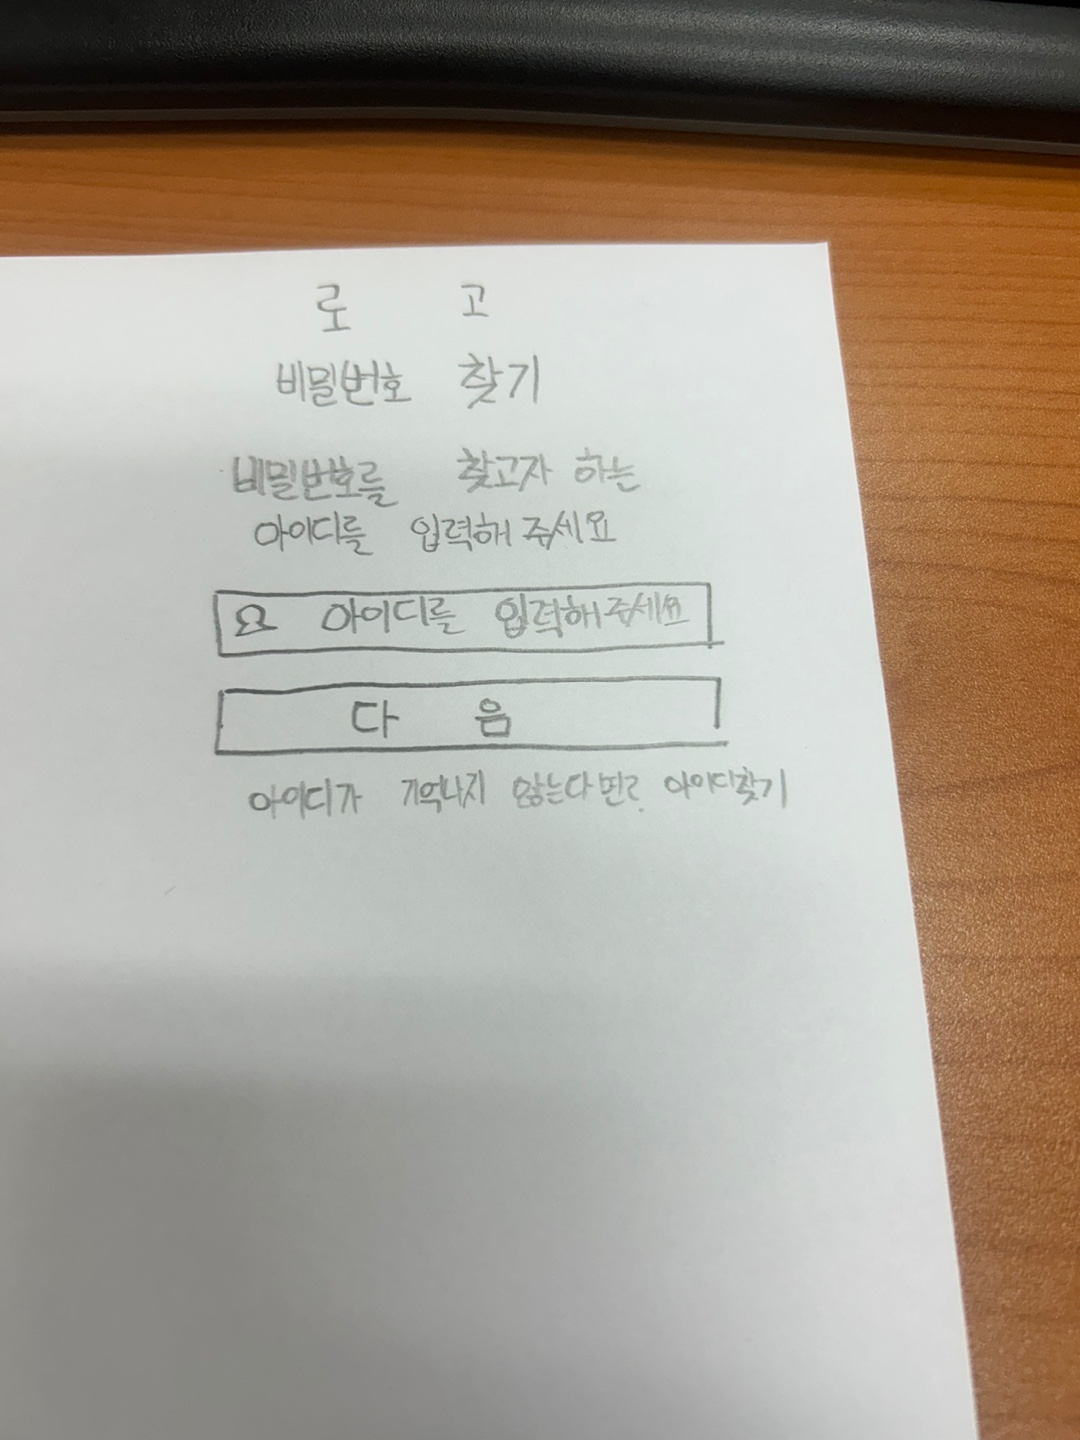 로 고
비밀번호 찾기
비밀번호를 찾고자 하는
아이디를 입력해 주세요
아이디를 입력해주세요
다 음
아이디가 기억나지 않는다면? 아이디찾기